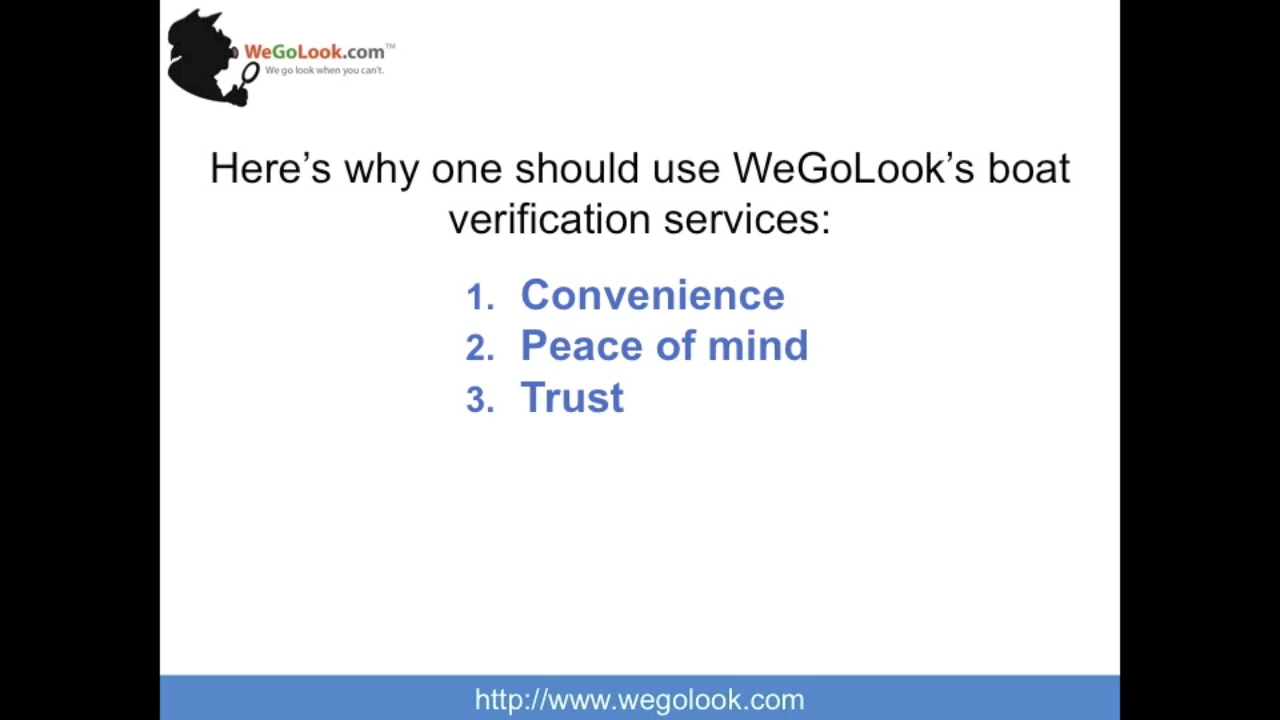 WeGoLook.com™
We go look when you can't.
Here's why one should use WeGoLook's boat
verification services:
1. Convenience
2. Peace of mind
3. Trust
http://www.wegolook.com